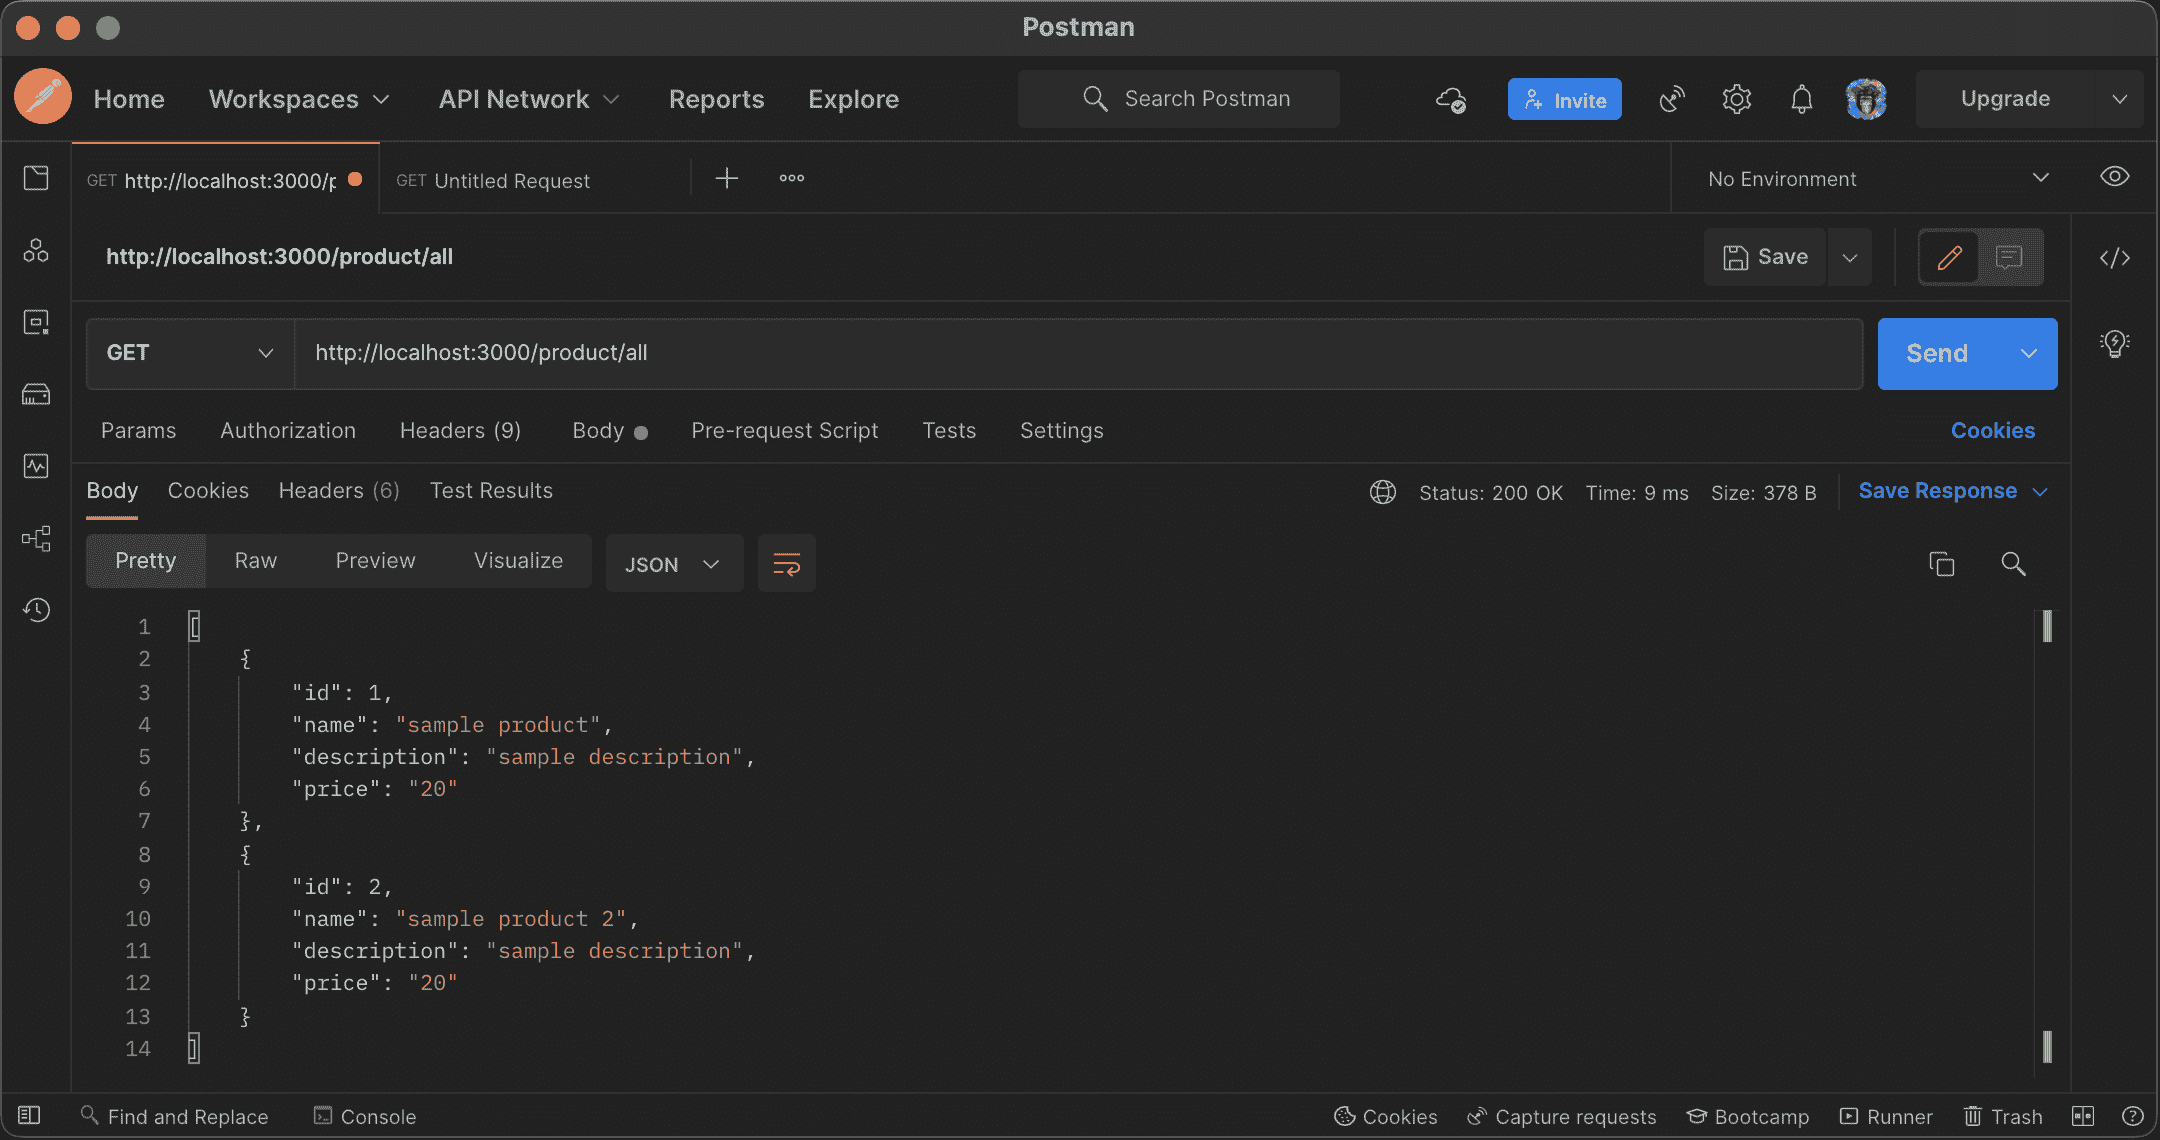 Postman
Home Workspaces API Network Reports Explore Search Postman Invite Upgrade
GET http://localhost:3000/p GET Untitled Request No Environment
http://localhost:3000/product/all Save
GET http://localhost:3000/product/all Send
Params Authorization Headers (9) Body Pre-request Script Tests Settings Cookies
Body Cookies Headers (6) Test Results Status: 200 OK Time: 9 ms Size: 378 B Save Response
Pretty Raw Preview Visualize JSON
1 [
2 {
3 "id": 1,
4 "name": "sample product",
5 "description": "sample description",
6 "price": "20"
7 },
8 {
9 "id": 2,
10 "name": "sample product 2",
11 "description": "sample description",
12 "price": "20"
13 }
14 ]
Find and Replace Console Cookies Capture requests Bootcamp Runner Trash